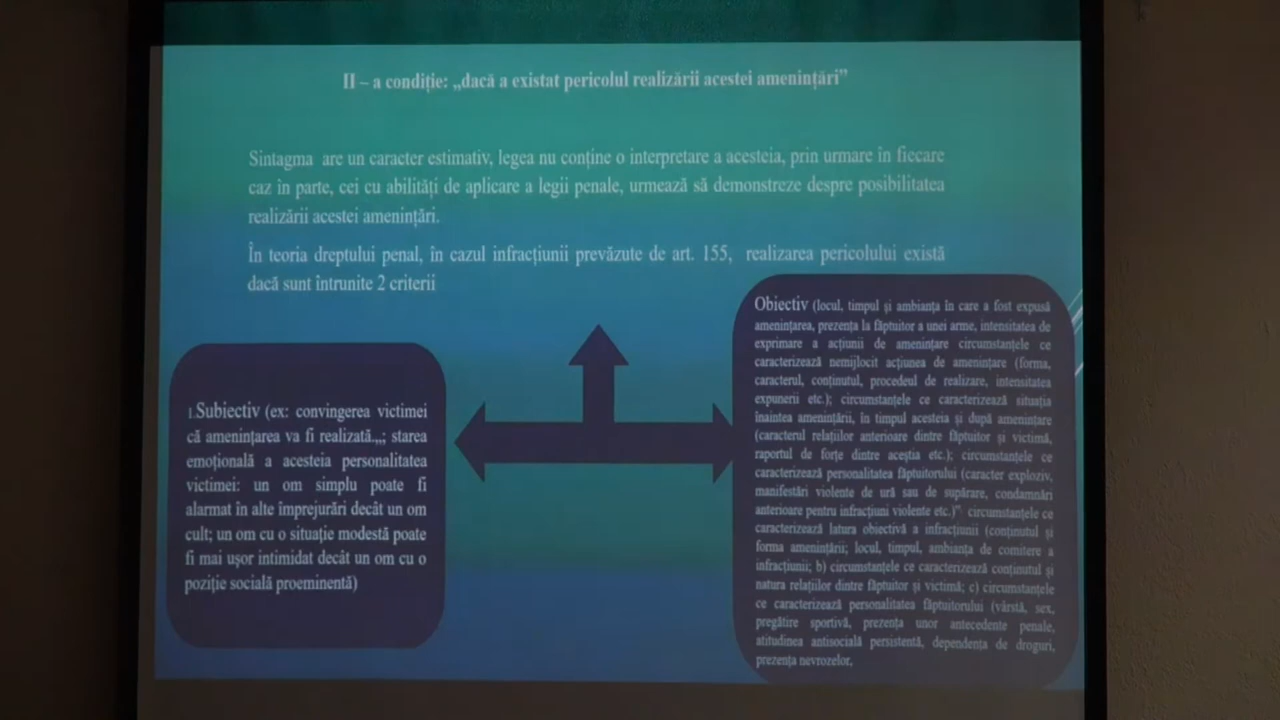 II – a condiție: „dacă a existat pericolul realizării acestei amenințări”
Sintagma are un caracter estimativ, legea nu conține o interpretare a acesteia, prin urmare în fiecare
caz în parte, cei cu abilități de aplicare a legii penale, urmează să demonstreze despre posibilitatea
realizării acestei amenințări.
În teoria dreptului penal, în cazul infracțiunii prevăzute de art. 155, realizarea pericolului există
dacă sunt întrunite 2 criterii
1.Subiectiv (ex: convingerea victimei
că amenințarea va fi realizată,,,; starea
emoțională a acesteia personalitatea
victimei: un om simplu poate fi
alarmat în alte împrejurări decât un om
cult; un om cu o situație modestă poate
fi mai ușor intimidat decât un om cu o
poziție socială proeminentă)
Obiectiv (locul, timpul și ambianța în care a fost expusă
amenințarea, prezența la făptuitor a unei arme, intensitatea de
exprimare a acțiunii de amenințare circumstanțele ce
caracterizează nemijlocit acțiunea de amenințare (forma,
caracterul, conținutul, procedeul de realizare, intensitatea
expunerii etc.); circumstanțele ce caracterizează situația
înaintea amenințării, în timpul acesteia și după amenințare
(caracterul relațiilor anterioare dintre făptuitor și victimă,
raportul de forțe dintre aceștia etc.); circumstanțele ce
caracterizează personalitatea făptuitorului (caracter exploziv,
manifestări violente de ură sau de supărare, condamnări
anterioare pentru infracțiuni violente etc.)” circumstanțele ce
caracterizează latura obiectivă a infracțiunii (conținutul și
forma amenințării; locul, timpul, ambianța de comitere a
infracțiunii; b) circumstanțele ce caracterizează conținutul și
natura relațiilor dintre făptuitor și victimă; c) circumstanțele
ce caracterizează personalitatea făptuitorului (vârstă, sex,
pregătire sportivă, prezența unor antecedente penale,
atitudinea antisocială persistentă, dependența de droguri,
prezența nevrozelor,